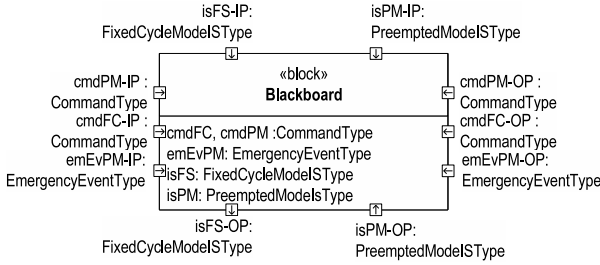 isFS-IP:
FixedCycleModelSType
isPM-IP:
PreemptedModelSType
«block»
Blackboard
cmdPM-IP :
CommandType
cmdFC-IP :
CommandType
emEvPM-IP:
EmergencyEventType
cmdPM-OP :
CommandType
cmdFC-OP :
CommandType
emEvPM-OP:
EmergencyEventType
cmdFC, cmdPM :CommandType
emEvPM: EmergencyEventType
isFS: FixedCycleModelSType
isPM: PreemptedModelsType
isFS-OP:
FixedCycleModelSType
isPM-OP:
PreemptedModelSType